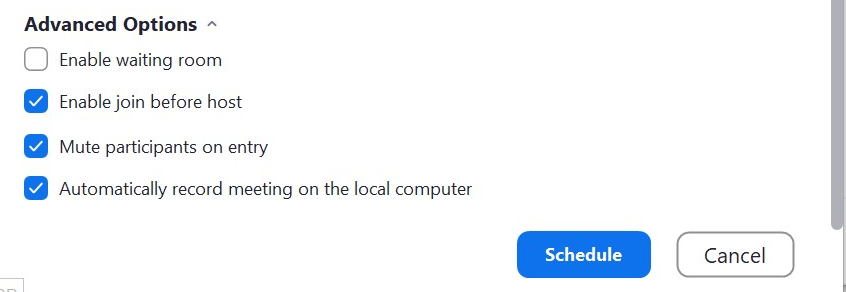 Advanced Options
Enable waiting room
Enable join before host
Mute participants on entry
Automatically record meeting on the local computer
Schedule Cancel